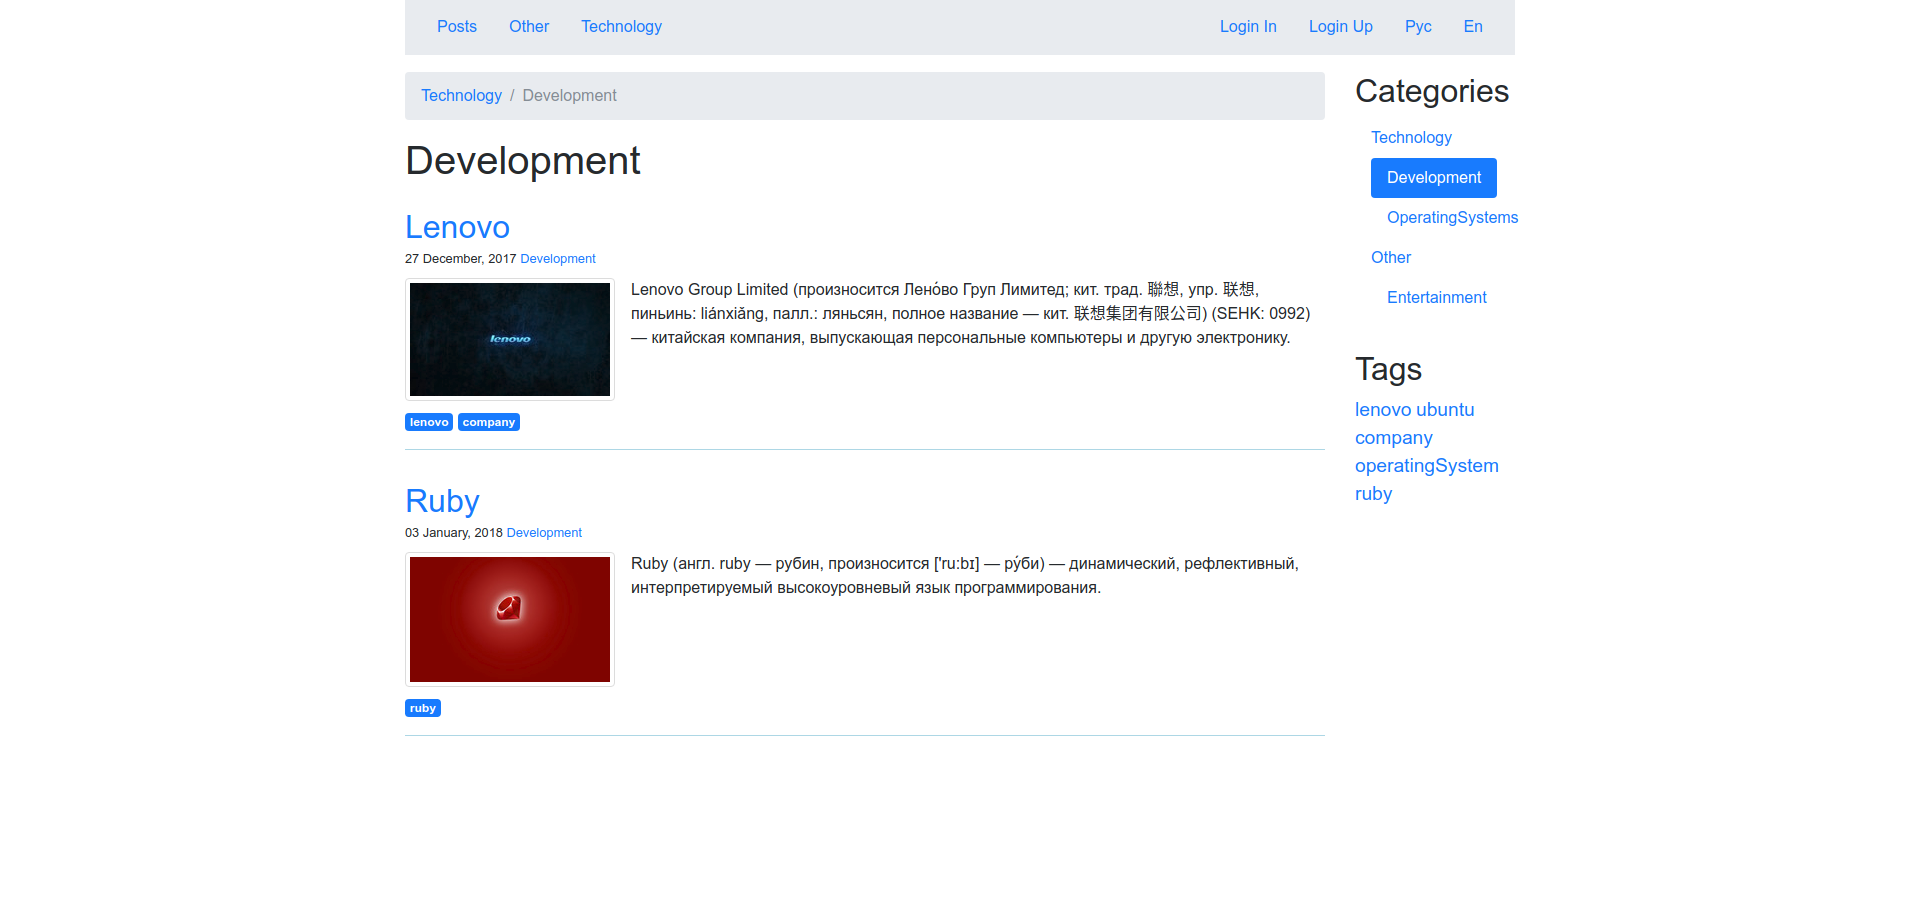 Posts Other Technology Login In Login Up Рус En
Technology / Development
Development
Lenovo
27 December, 2017 Development
lenovo
Lenovo Group Limited (произносится Лено́во Груп Лимитед; кит. трад. 聯想, упр. 联想,
пиньинь: liánxiǎng, палл.: ляньсян, полное название — кит. 联想集团有限公司) (SEHK: 0992)
— китайская компания, выпускающая персональные компьютеры и другую электронику.
lenovo company
Ruby
03 January, 2018 Development
Ruby (англ. ruby — рубин, произносится ['ru:bɪ] — ру́би) — динамический, рефлективный,
интерпретируемый высокоуровневый язык программирования.
ruby
Categories
Technology
Development
OperatingSystems
Other
Entertainment
Tags
lenovo ubuntu
company
operatingSystem
ruby